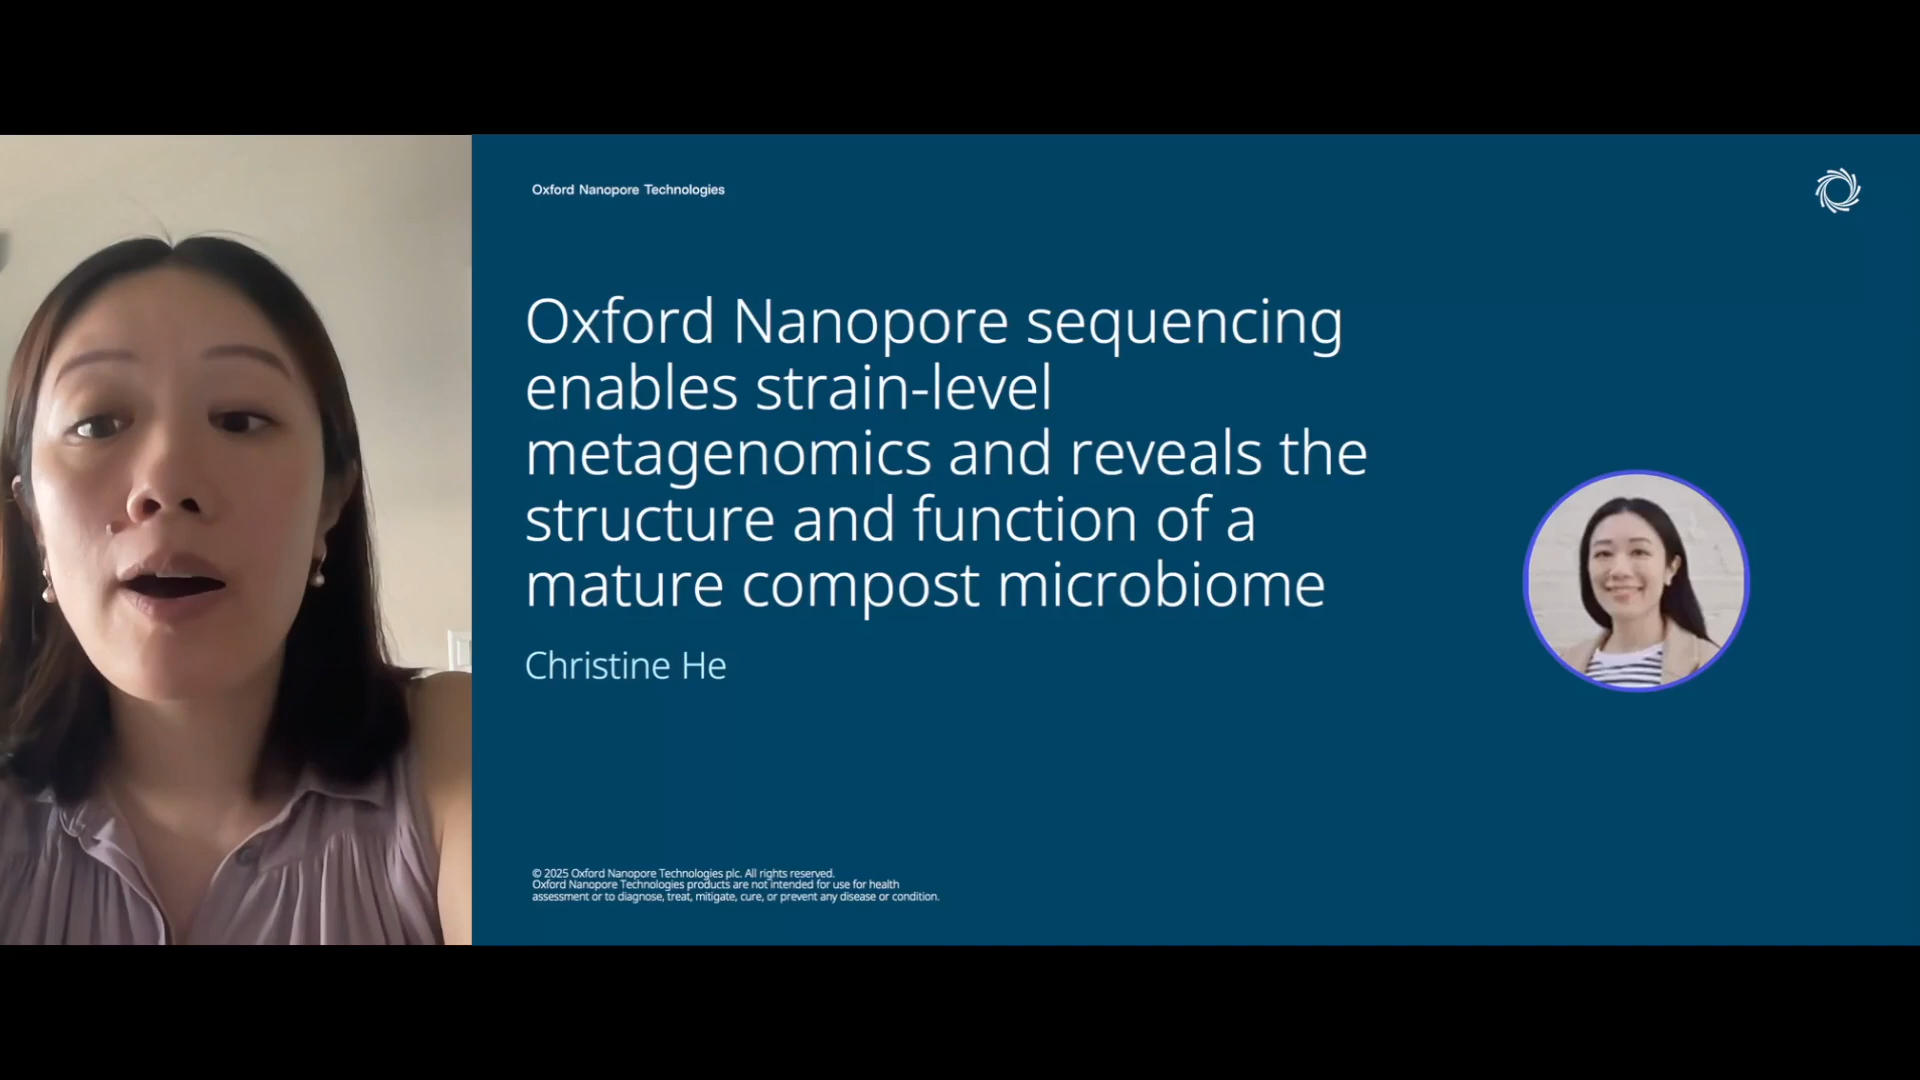 Oxford Nanopore Technologies
Oxford Nanopore sequencing
enables strain-level
metagenomics and reveals the
structure and function of a
mature compost microbiome
Christine He
© 2025 Oxford Nanopore Technologies plc. All rights reserved.
Oxford Nanopore Technologies products are not intended for use for health
assessment or to diagnose, treat, mitigate, cure, or prevent any disease or condition.